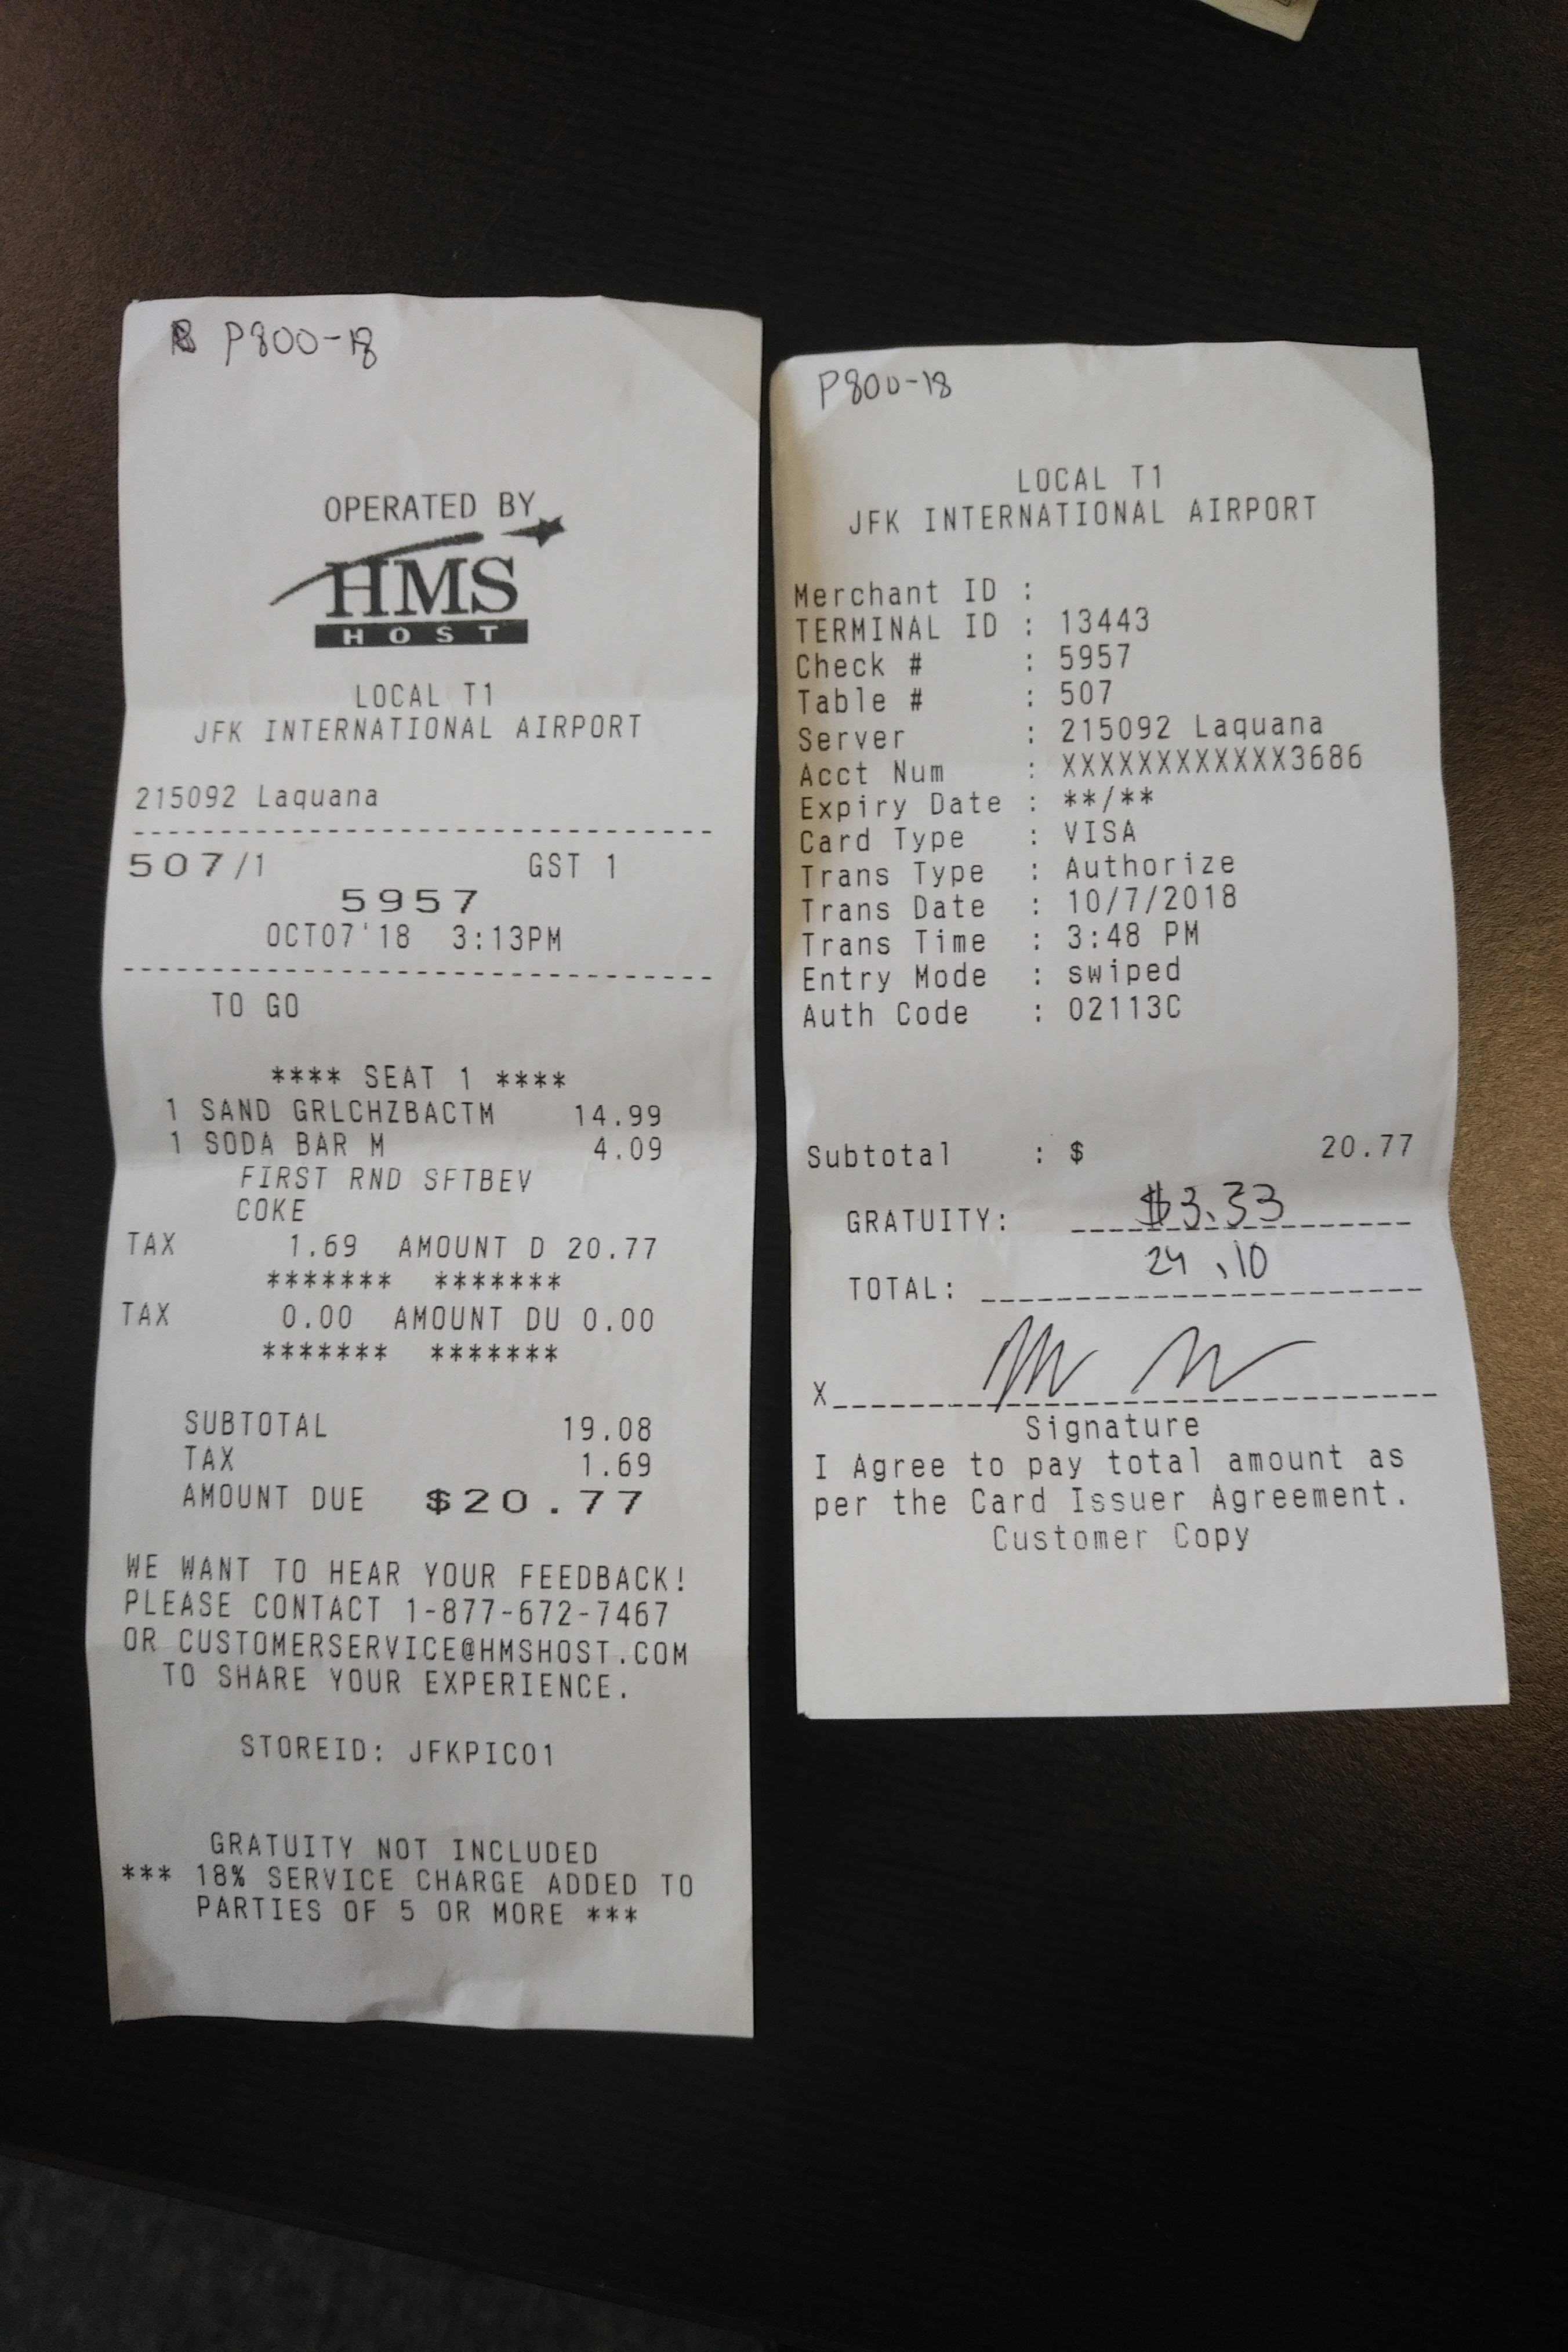 P800-18
OPERATED BY
HMS
HOST
LOCAL T1
JFK INTERNATIONAL AIRPORT
215092 Laquana
--------------------------------
507/1 GST 1
5957
OCT07'18 3:13PM
--------------------------------
TO GO
**** SEAT 1 ****
1 SAND GRLCHZBACTM 14.99
1 SODA BAR M 4.09
FIRST RND SFTBEV
COKE
TAX 1.69 AMOUNT D 20.77
******* *******
TAX 0.00 AMOUNT DU 0.00
******* *******
SUBTOTAL 19.08
TAX 1.69
AMOUNT DUE $20.77
WE WANT TO HEAR YOUR FEEDBACK!
PLEASE CONTACT 1-877-672-7467
OR CUSTOMERSERVICE@HMSHOST.COM
TO SHARE YOUR EXPERIENCE.
STOREID: JFKPICO1
GRATUITY NOT INCLUDED
*** 18% SERVICE CHARGE ADDED TO
PARTIES OF 5 OR MORE ***
P800-18
LOCAL T1
JFK INTERNATIONAL AIRPORT
Merchant ID :
TERMINAL ID : 13443
Check # : 5957
Table # : 507
Server : 215092 Laquana
Acct Num : XXXXXXXXXXXX3686
Expiry Date : **/**
Card Type : VISA
Trans Type : Authorize
Trans Date : 10/7/2018
Trans Time : 3:48 PM
Entry Mode : swiped
Auth Code : 02113C
Subtotal : $ 20.77
GRATUITY: $3.33
TOTAL: 24.10
X
Signature
I Agree to pay total amount as
per the Card Issuer Agreement.
Customer Copy